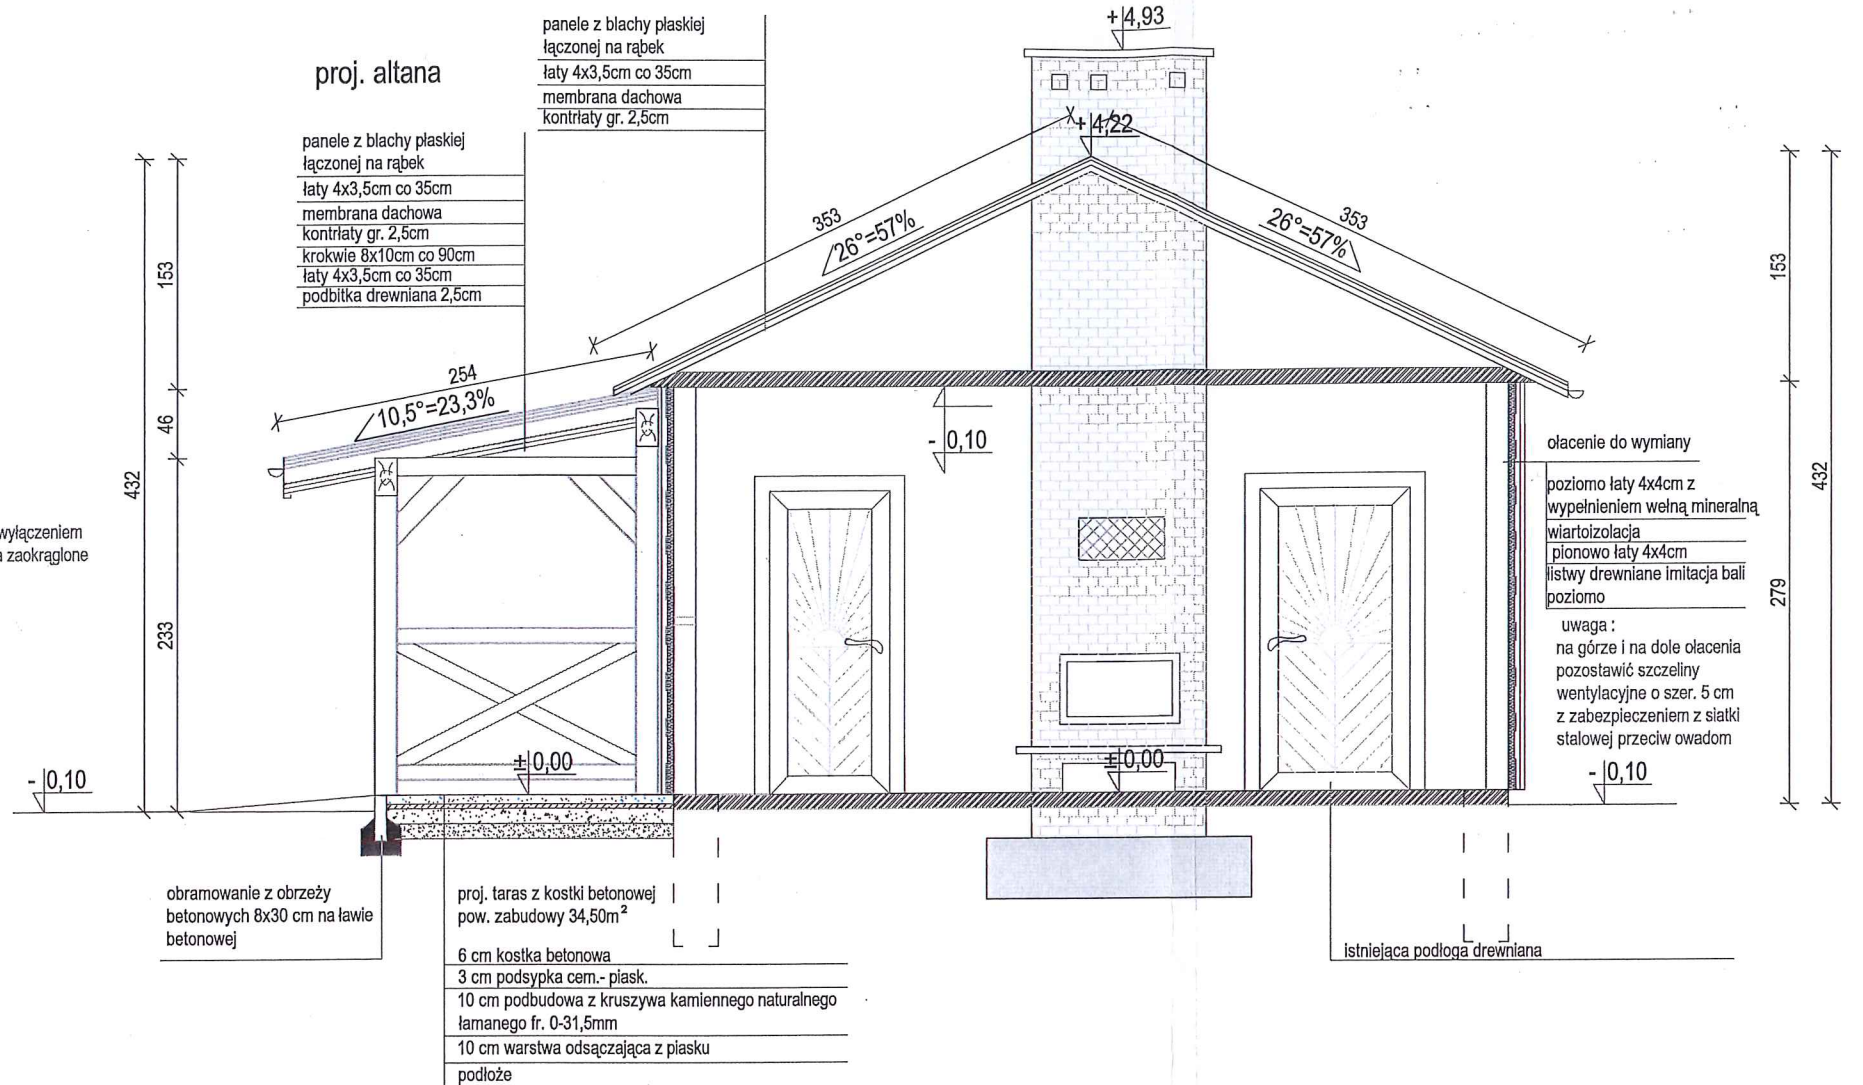 proj. altana
panele z blachy płaskiej
łączonej na rąbek
łaty 4x3,5cm co 35cm
membrana dachowa
kontrłaty gr. 2,5cm
panele z blachy płaskiej
łączonej na rąbek
łaty 4x3,5cm co 35cm
membrana dachowa
kontrłaty gr. 2,5cm
krokwie 8x10cm co 90cm
łaty 4x3,5cm co 35cm
podbitka drewniana 2,5cm
+4,93
+4,22
353
26°=57%
353
26°=57%
254
10,5°=23,3%
153
46
432
233
153
279
432
wyłączeniem
a zaokrąglone
- 0,10
- 0,10
ołacenie do wymiany
poziomo łaty 4x4cm z
wypełnieniem wełną mineralną
wiartoizolacja
pionowo łaty 4x4cm
listwy drewniane imitacja bali
poziomo
uwaga :
na górze i na dole ołacenia
pozostawić szczeliny
wentylacyjne o szer. 5 cm
z zabezpieczeniem z siatki
stalowej przeciw owadom
- 0,10
±0,00
±0,00
obramowanie z obrzeży
betonowych 8x30 cm na ławie
betonowej
proj. taras z kostki betonowej
pow. zabudowy 34,50m²
6 cm kostka betonowa
3 cm podsypka cem.- piask.
10 cm podbudowa z kruszywa kamiennego naturalnego
łamanego fr. 0-31,5mm
10 cm warstwa odsączająca z piasku
podłoże
istniejąca podłoga drewniana